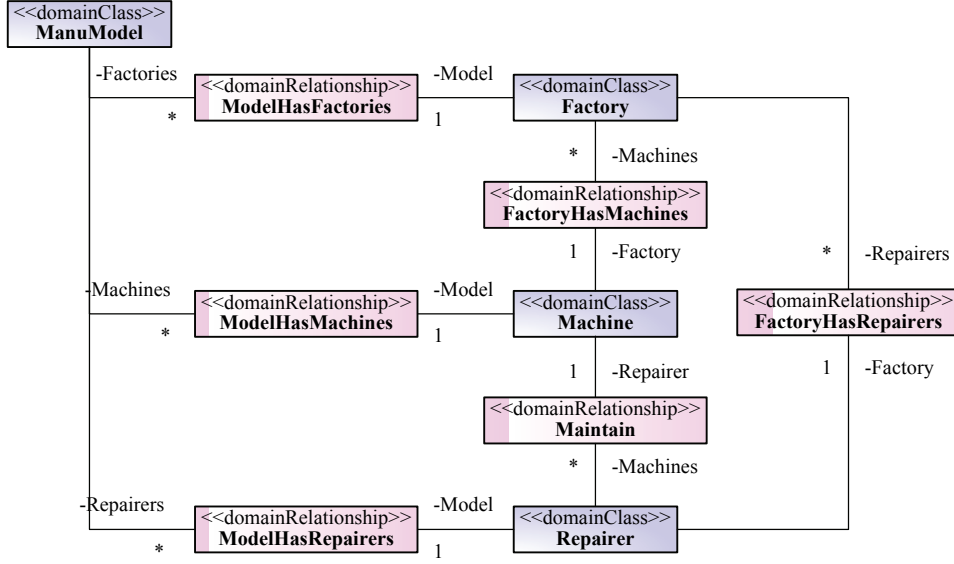 <<domainClass>>
ManuModel
-Factories
*
<<domainRelationship>>
ModelHasFactories
-Model
1
<<domainClass>>
Factory
* -Machines
<<domainRelationship>>
FactoryHasMachines
1 -Factory
* -Repairers
<<domainRelationship>>
FactoryHasRepairers
1 -Factory
-Machines
*
<<domainRelationship>>
ModelHasMachines
-Model
1
<<domainClass>>
Machine
1 -Repairer
<<domainRelationship>>
Maintain
* -Machines
-Repairers
*
<<domainRelationship>>
ModelHasRepairers
-Model
1
<<domainClass>>
Repairer